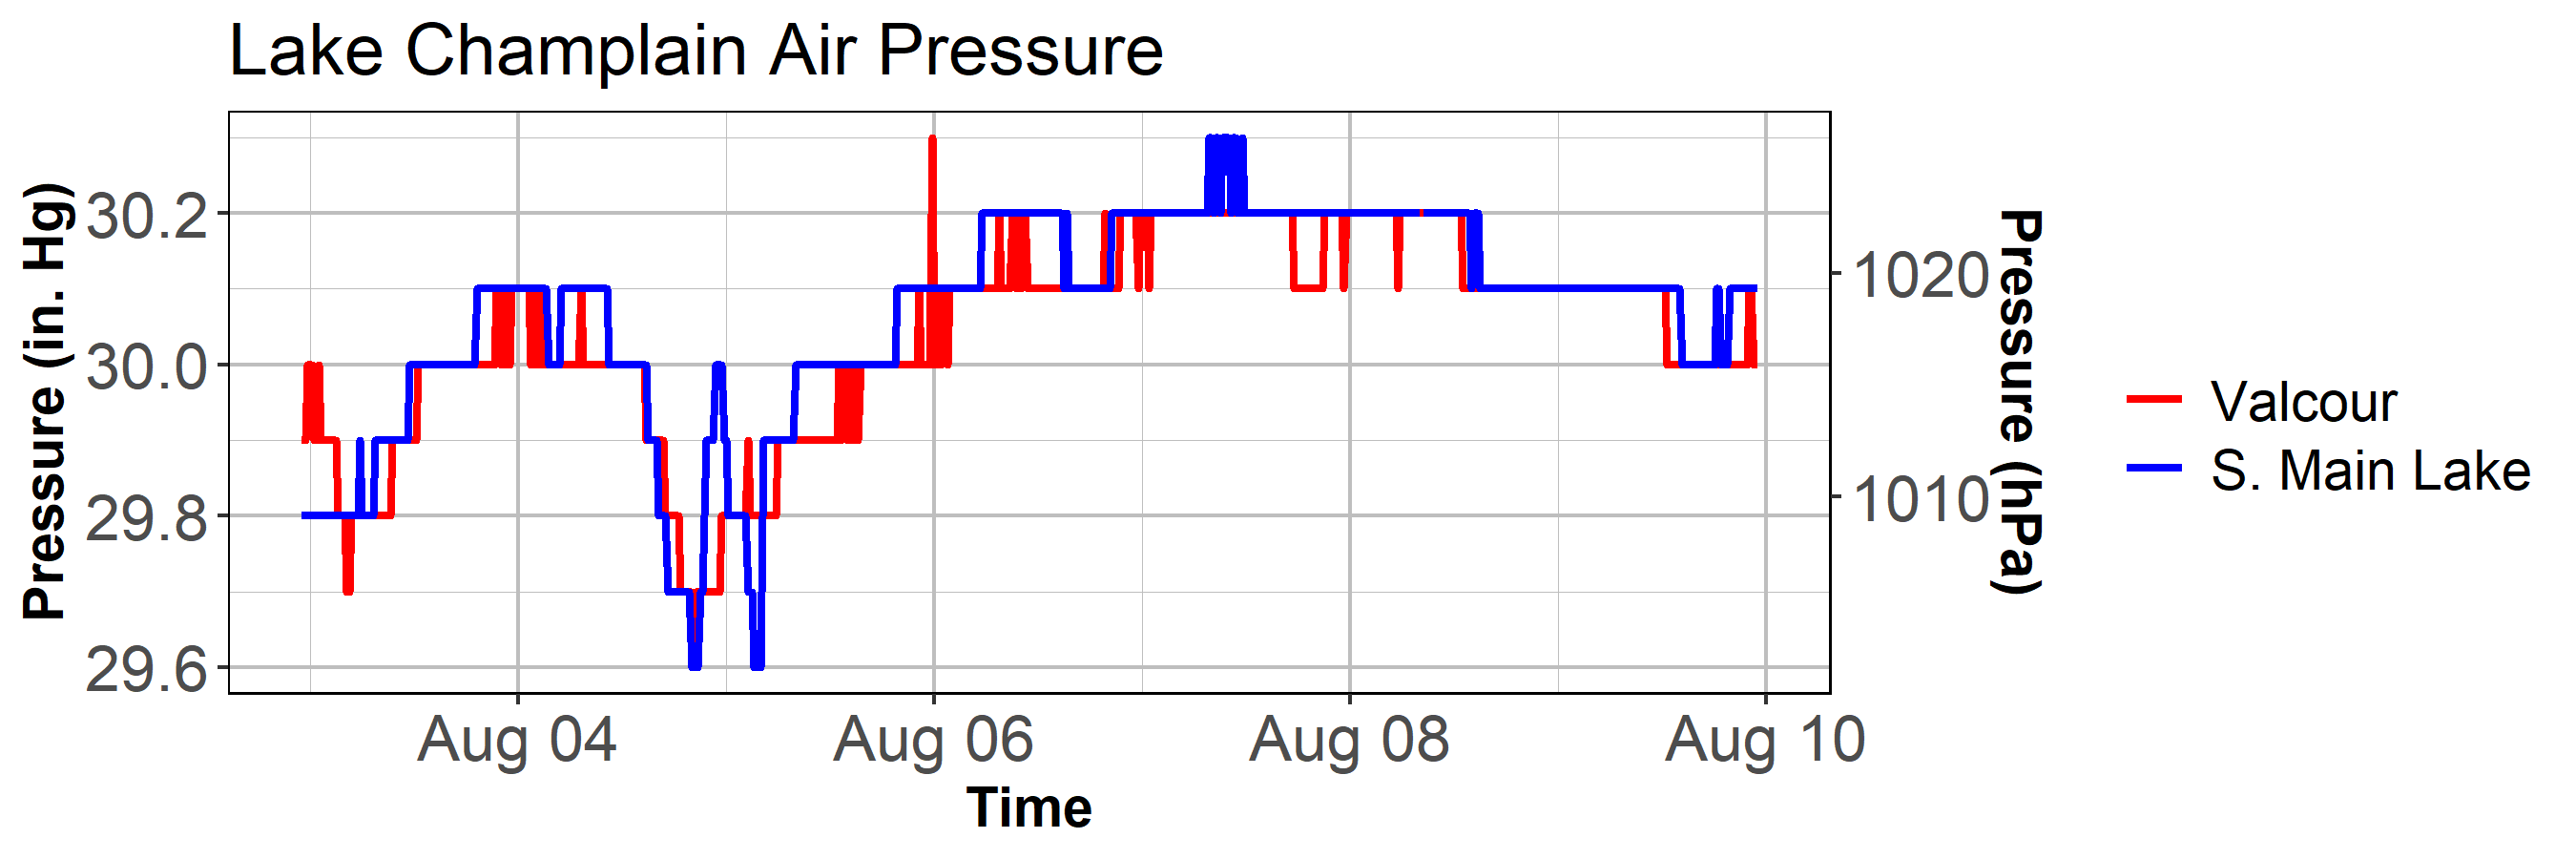 Lake Champlain Air Pressure
Pressure (in. Hg)
30.2
30.0
29.8
29.6
Aug 04
Aug 06
Aug 08
Aug 10
Time
1020
1010
Pressure (hPa)
Valcour
S. Main Lake